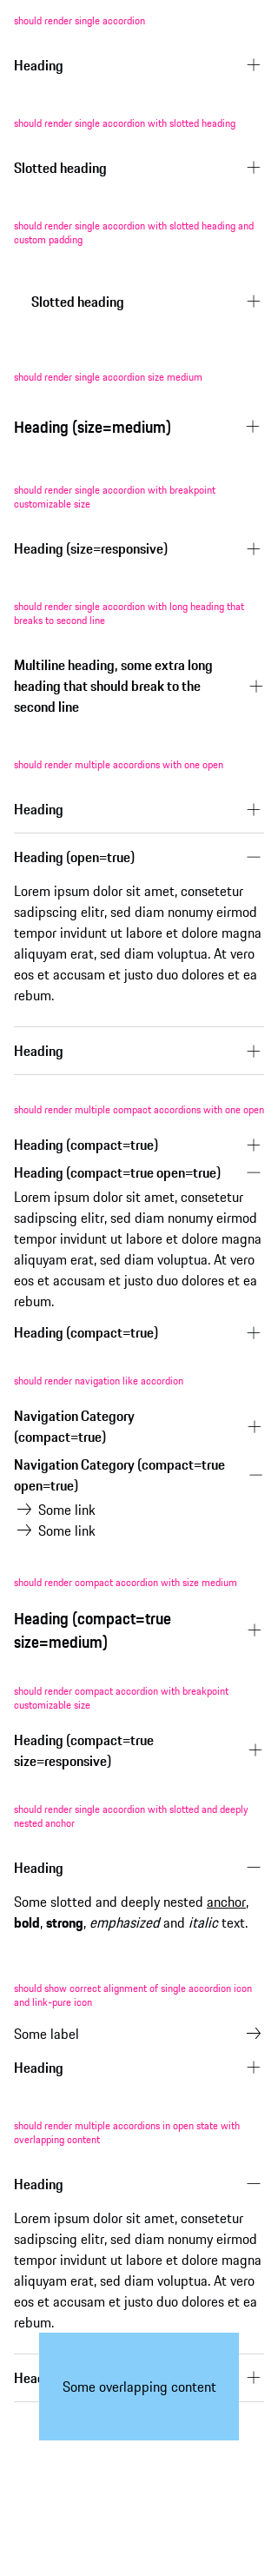 should render single accordion
Heading
should render single accordion with slotted heading
Slotted heading
should render single accordion with slotted heading and
custom padding
Slotted heading
should render single accordion size medium
Heading (size=medium)
should render single accordion with breakpoint
customizable size
Heading (size=responsive)
should render single accordion with long heading that
breaks to second line
Multiline heading, some extra long
heading that should break to the
second line
should render multiple accordions with one open
Heading
Heading (open=true)
Lorem ipsum dolor sit amet, consetetur
sadipscing elitr, sed diam nonumy eirmod
tempor invidunt ut labore et dolore magna
aliquyam erat, sed diam voluptua. At vero
eos et accusam et justo duo dolores et ea
rebum.
Heading
should render multiple compact accordions with one open
Heading (compact=true)
Heading (compact=true open=true)
Lorem ipsum dolor sit amet, consetetur
sadipscing elitr, sed diam nonumy eirmod
tempor invidunt ut labore et dolore magna
aliquyam erat, sed diam voluptua. At vero
eos et accusam et justo duo dolores et ea
rebum.
Heading (compact=true)
should render navigation like accordion
Navigation Category
(compact=true)
Navigation Category (compact=true
open=true)
Some link
Some link
should render compact accordion with size medium
Heading (compact=true
size=medium)
should render compact accordion with breakpoint
customizable size
Heading (compact=true
size=responsive)
should render single accordion with slotted and deeply
nested anchor
Heading
Some slotted and deeply nested anchor,
bold, strong, emphasized and italic text.
should show correct alignment of single accordion icon
and link-pure icon
Some label
Heading
should render multiple accordions in open state with
overlapping content
Heading
Lorem ipsum dolor sit amet, consetetur
sadipscing elitr, sed diam nonumy eirmod
tempor invidunt ut labore et dolore magna
aliquyam erat, sed diam voluptua. At vero
eos et accusam et justo duo dolores et ea
rebum.
Some overlapping content